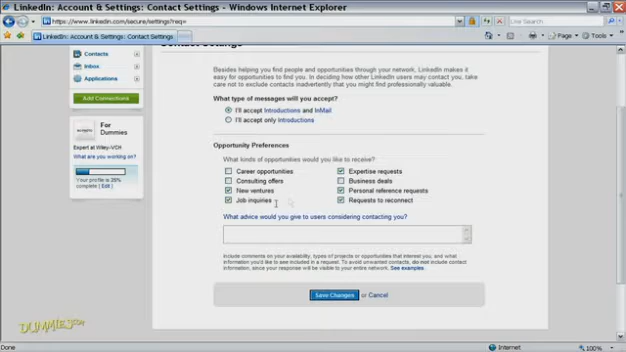 LinkedIn: Account & Settings: Contact Settings - Windows Internet Explorer
https://www.linkedin.com/secure/settings?req=
LinkedIn: Account & Settings: Contact Settings
Page
Tools
Contact Settings
Contacts
Inbox
Applications
Add Connections
For
Dummies
Expert at Wiley-VCH
What are you working on?
Your profile is 25%
complete [ Edit ]
Besides helping you find people and opportunities through your network, LinkedIn makes it
easy for opportunities to find you. In deciding how other LinkedIn users may contact you, take
care not to exclude contacts inadvertently that you might find professionally valuable.
What type of messages will you accept?
I'll accept Introductions and InMail
I'll accept only Introductions
Opportunity Preferences
What kinds of opportunities would you like to receive?
Career opportunities
Expertise requests
Consulting offers
Business deals
New ventures
Personal reference requests
Job inquiries
Requests to reconnect
What advice would you give to users considering contacting you?
Include comments on your availability, types of projects or opportunities that interest you, and what
information you'd like to see included in a request. To avoid unwanted contacts, do not include contact
information, since your response will be visible to your entire network. See examples.
Save Changes or Cancel
DUMMIES.com
Done
Internet
100%